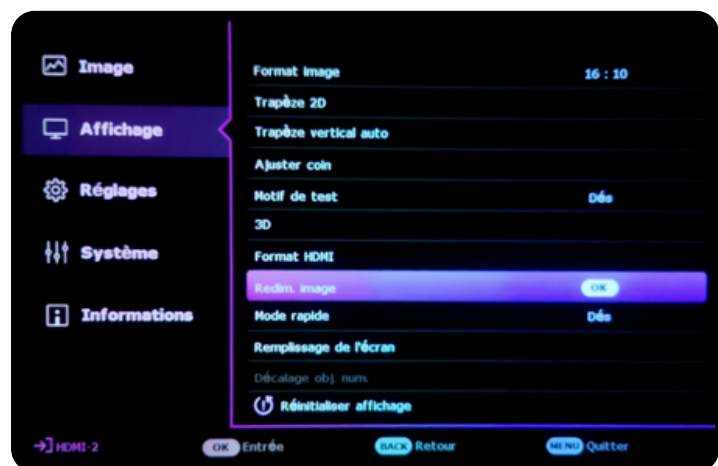 Image
Affichage
Réglages
Système
Informations
Format image 16 : 10
Trapèze 2D
Trapèze vertical auto
Ajuster coin
Motif de test Dés
3D
Format HDMI
Redim. image OK
Mode rapide Dés
Remplissage de l'écran
Décalage obj. num.
Réinitialiser affichage
HDMI-2 OK Entrée BACK Retour MENU Quitter